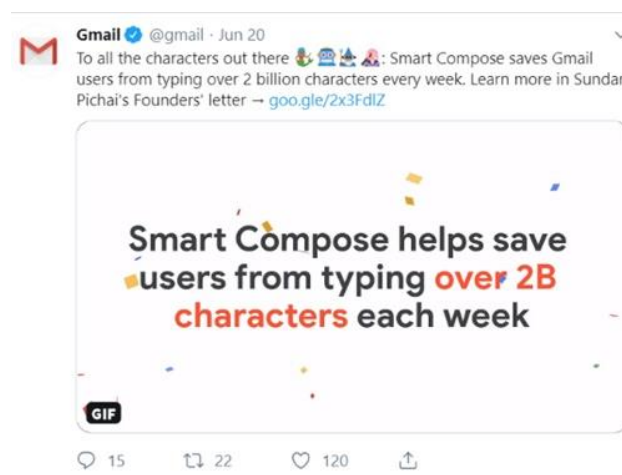 Gmail @gmail · Jun 20
To all the characters out there : Smart Compose saves Gmail
users from typing over 2 billion characters every week. Learn more in Sundar
Pichai's Founders' letter → goo.gle/2x3FdlZ
Smart Compose helps save
users from typing over 2B
characters each week
GIF
15 22 120